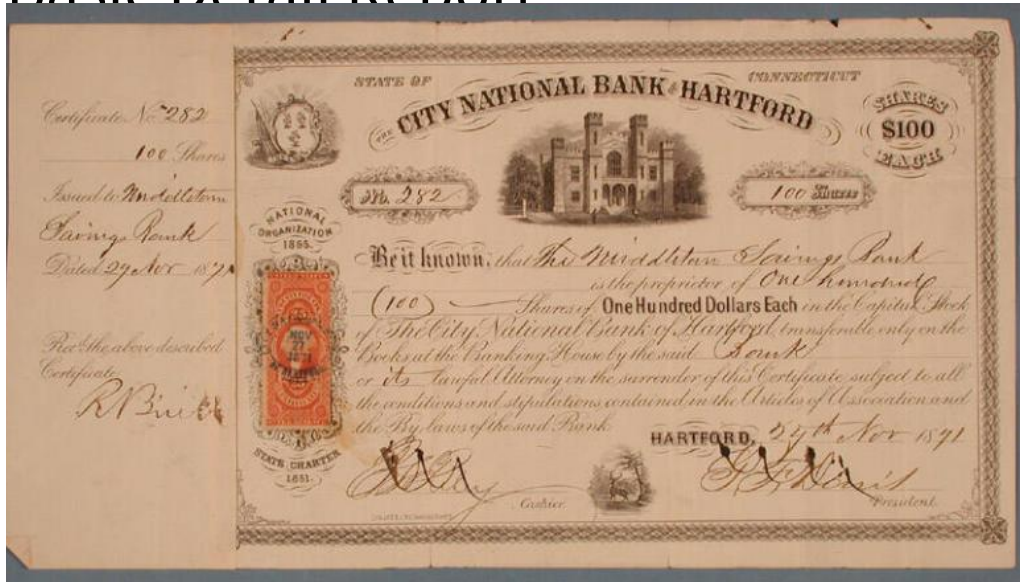 Certificate No. 282
100 Shares
Issued to Middletown
Savings Bank
Dated 29 Nov 1871
Rec'd the above described
Certificate
STATE OF CONNECTICUT
THE CITY NATIONAL BANK OF HARTFORD
SHARES
$100
EACH
No. 282
100 Shares
NATIONAL
ORGANIZATION
1865.
Be it known, that The Middletown Savings Bank
is the proprietor of One hundred
(100) Shares of One Hundred Dollars Each in the Capital Stock
of The City National Bank of Hartford, transferable only on the
Books at the Banking House by the said Bank
or its lawful Attorney on the surrender of this Certificate, subject to all
the conditions and stipulations contained in the Articles of Association and
the By-laws of the said Bank.
HARTFORD, 29th Nov 1871
STATE CHARTER
1851.
Cashier.
President.